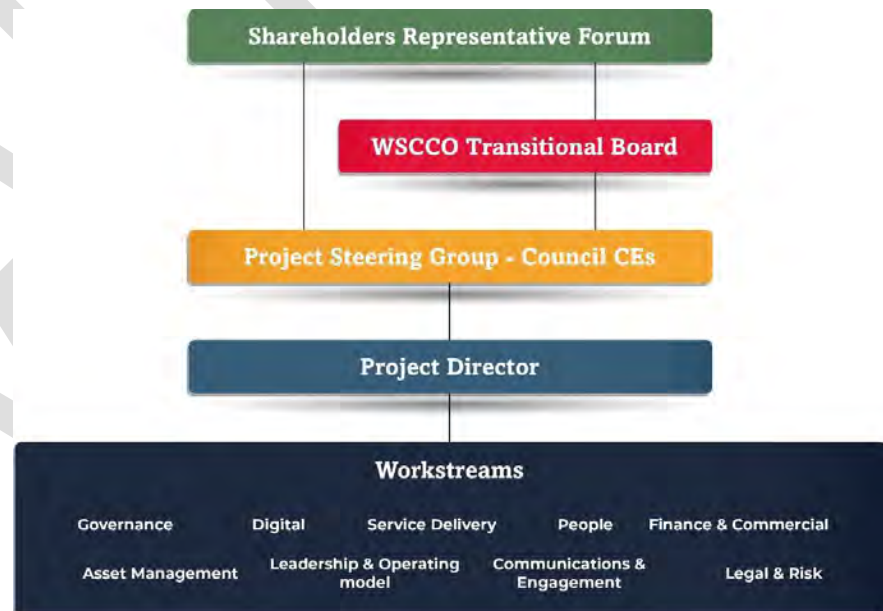 Shareholders Representative Forum
WSCCO Transitional Board
Project Steering Group - Council CEs
Project Director
Workstreams
Governance
Digital
Service Delivery
People
Finance & Commercial
Asset Management
Leadership & Operating
model
Communications &
Engagement
Legal & Risk